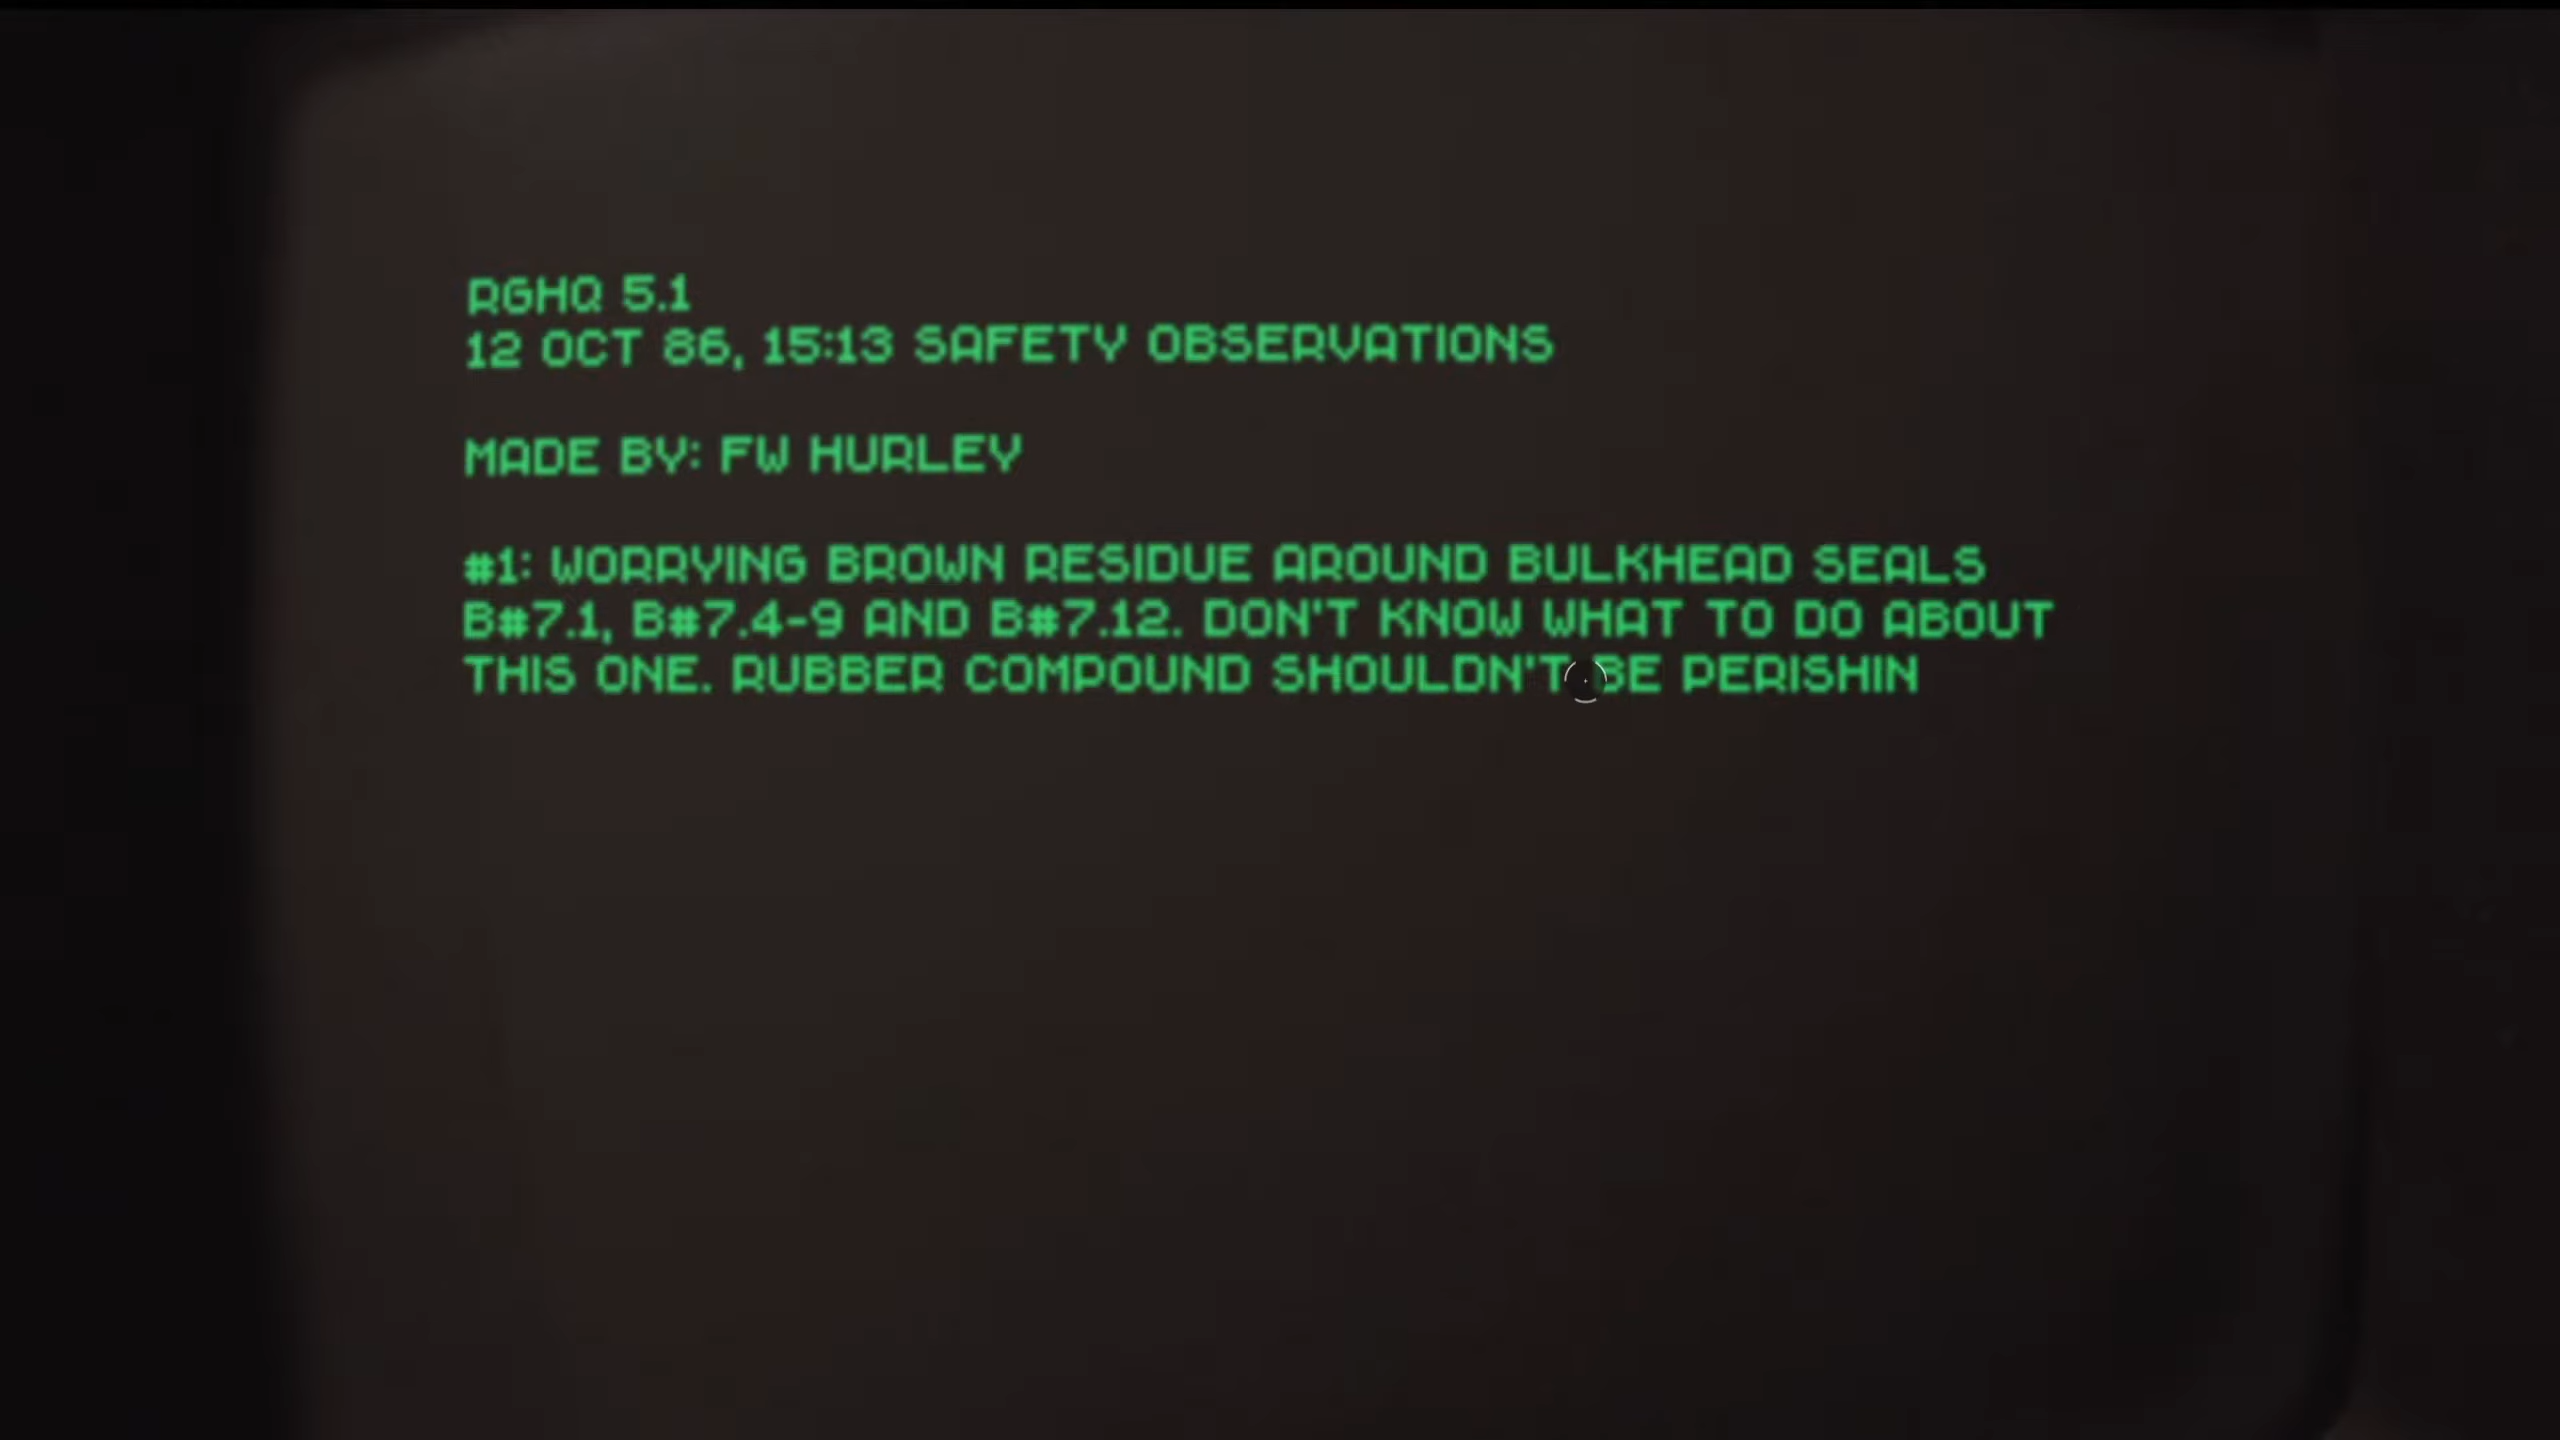 RGHQ 5.1
12 OCT 86, 15:13 SAFETY OBSERVATIONS
MADE BY: FW HURLEY
#1: WORRYING BROWN RESIDUE AROUND BULKHEAD SEALS
B#7.1, B#7.4-9 AND B#7.12. DON'T KNOW WHAT TO DO ABOUT
THIS ONE. RUBBER COMPOUND SHOULDN'T BE PERISHIN